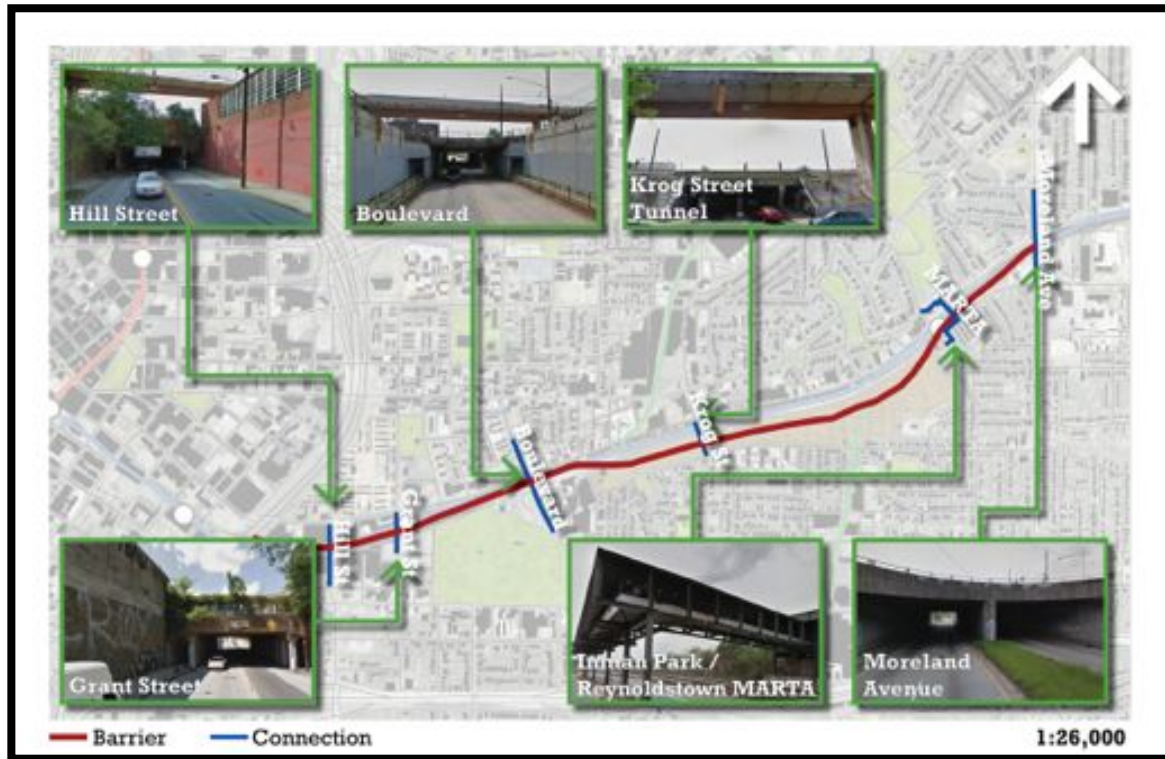 Hill Street
Boulevard
Krog Street
Tunnel
Moreland Ave
MARTA
Krog St
Boulevard
Grant St
Hill St
Grant Street
Inman Park /
Reynoldstown MARTA
Moreland
Avenue
Barrier
Connection
1:26,000